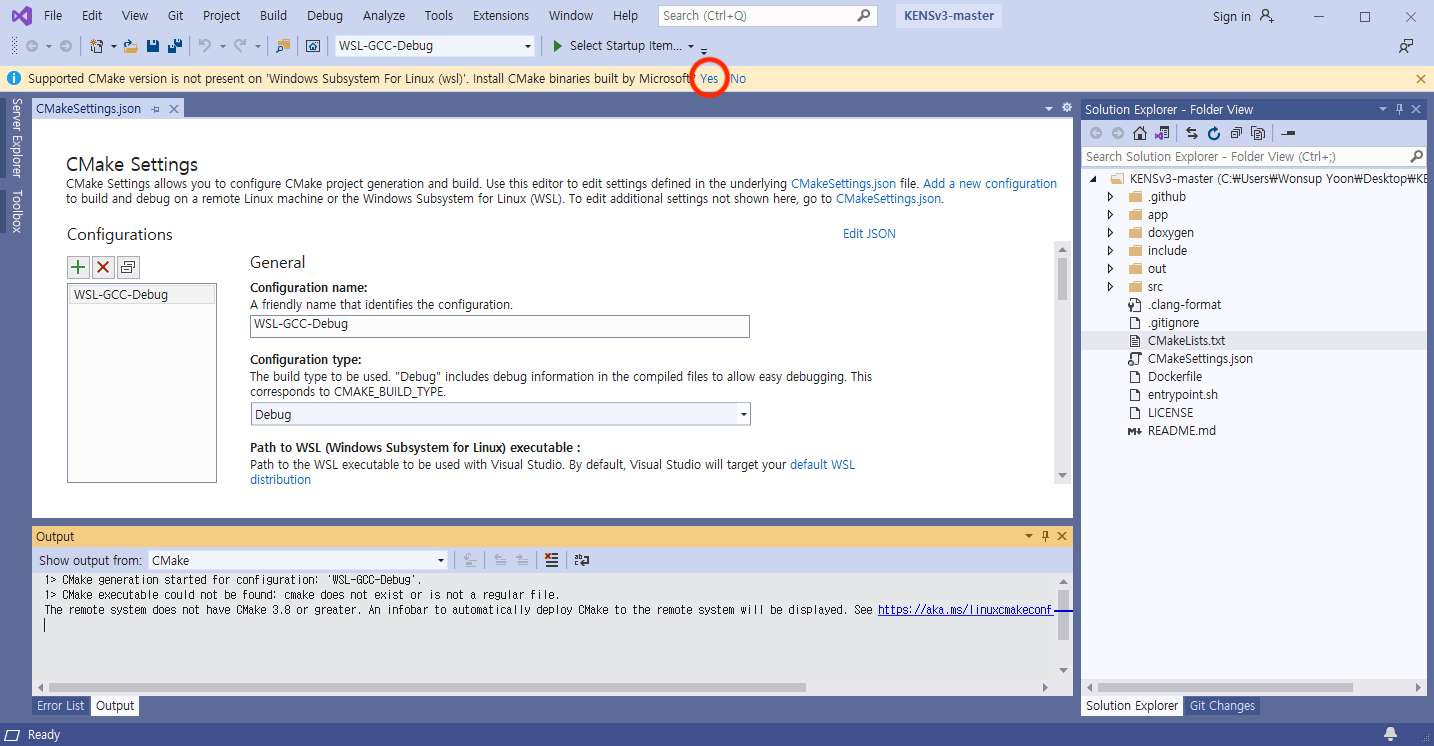 File Edit View Git Project Build Debug Analyze Tools Extensions Window Help Search (Ctrl+Q) KENSv3-master Sign in
WSL-GCC-Debug Select Startup Item...
Supported CMake version is not present on 'Windows Subsystem For Linux (wsl)'. Install CMake binaries built by Microsoft? Yes No
Server Explorer
Toolbox
CMakeSettings.json
CMake Settings
CMake Settings allows you to configure CMake project generation and build. Use this editor to edit settings defined in the underlying CMakeSettings.json file. Add a new configuration
to build and debug on a remote Linux machine or the Windows Subsystem for Linux (WSL). To edit additional settings not shown here, go to CMakeSettings.json.
Configurations
Edit JSON
WSL-GCC-Debug
General
Configuration name:
A friendly name that identifies the configuration.
WSL-GCC-Debug
Configuration type:
The build type to be used. "Debug" includes debug information in the compiled files to allow easy debugging. This
corresponds to CMAKE_BUILD_TYPE.
Debug
Path to WSL (Windows Subsystem for Linux) executable :
Path to the WSL executable to be used with Visual Studio. By default, Visual Studio will target your default WSL
distribution
Output
Show output from: CMake
1> CMake generation started for configuration: 'WSL-GCC-Debug'.
1> CMake executable could not be found: cmake does not exist or is not a regular file.
The remote system does not have CMake 3.8 or greater. An infobar to automatically deploy CMake to the remote system will be displayed. See https://aka.ms/linuxcmakeconf
Error List Output
Solution Explorer - Folder View
Search Solution Explorer - Folder View (Ctrl+;)
KENSv3-master (C:₩Users₩Wonsup Yoon₩Desktop₩KE
.github
app
doxygen
include
out
src
.clang-format
.gitignore
CMakeLists.txt
CMakeSettings.json
Dockerfile
entrypoint.sh
LICENSE
README.md
Solution Explorer Git Changes
Ready